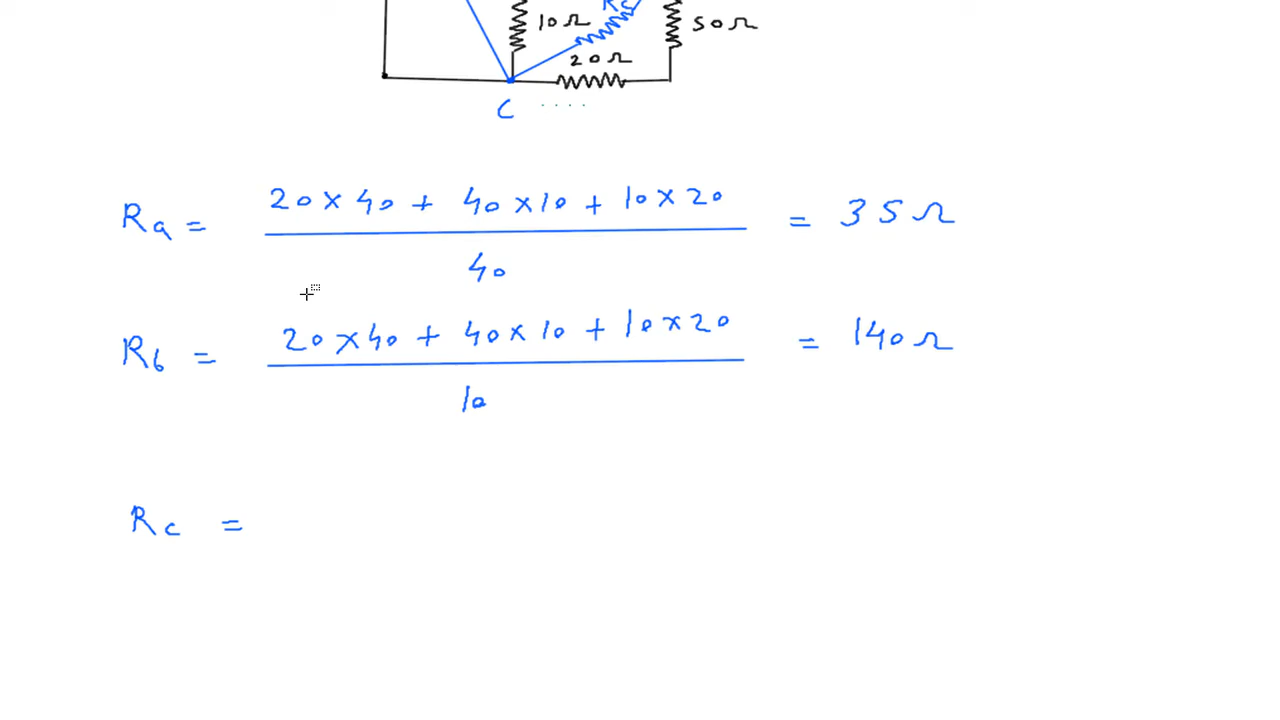 Rc
10Ω
50Ω
20Ω
C
Ra = 20 × 40 + 40 × 10 + 10 × 20 / 40 = 35Ω
Rb = 20 × 40 + 40 × 10 + 10 × 20 / 10 = 140Ω
Rc =